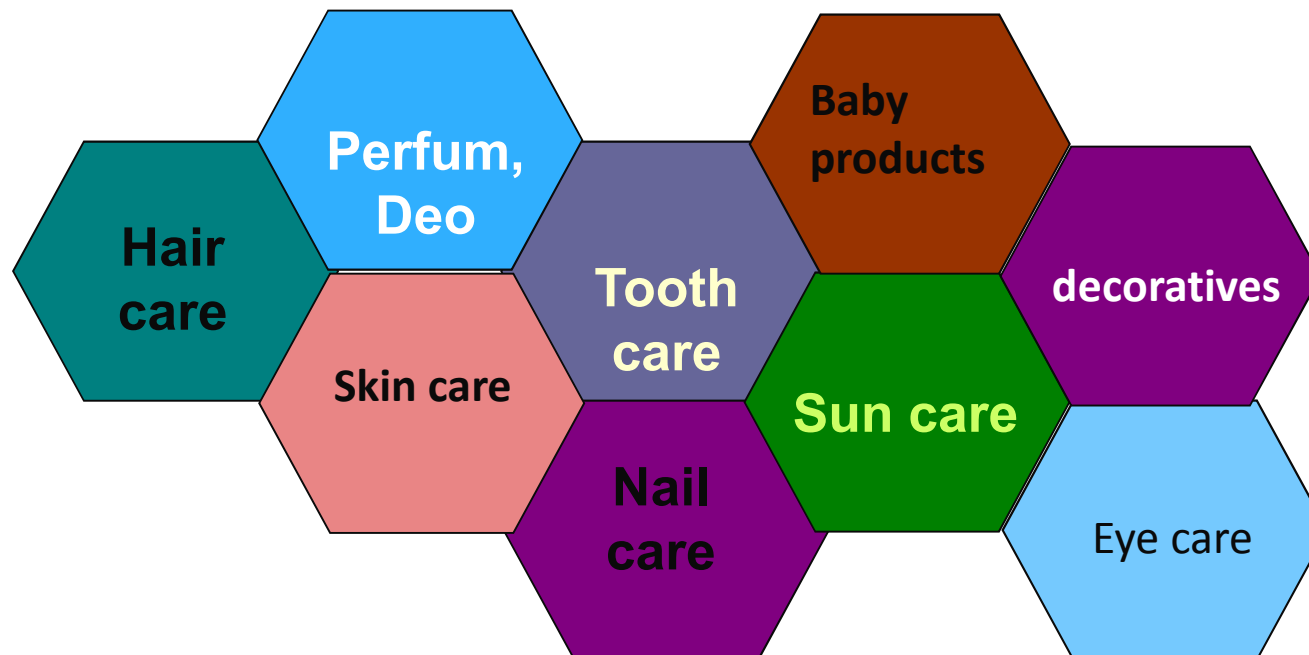 Hair
care
Perfum,
Deo
Skin care
Tooth
care
Nail
care
Baby
products
Sun care
decoratives
Eye care